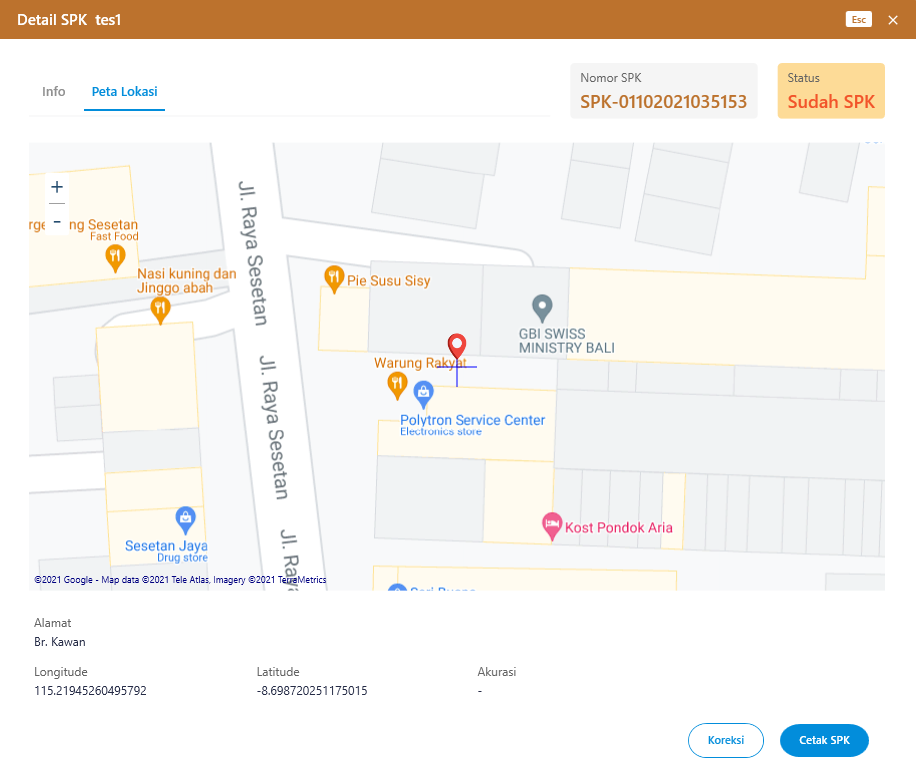 Detail SPK tes1
Esc
Info
Peta Lokasi
Nomor SPK
SPK-01102021035153
Status
Sudah SPK
+
-
ng Sesetan
Fast Food
Nasi kuning dan
Jinggo abah
Jl. Raya Sesetan
Pie Susu Sisy
GBI SWISS
MINISTRY BALI
Warung Rakyat
Jl. Raya Sesetan
Polytron Service Center
Electronics store
Kost Pondok Aria
Sesetan Jaya
Drug store
Jl. Raya
©2021 Google - Map data ©2021 Tele Atlas, Imagery ©2021 TerraMetrics
Alamat
Br. Kawan
Longitude
115.21945260495792
Latitude
-8.698720251175015
Akurasi
-
Koreksi
Cetak SPK